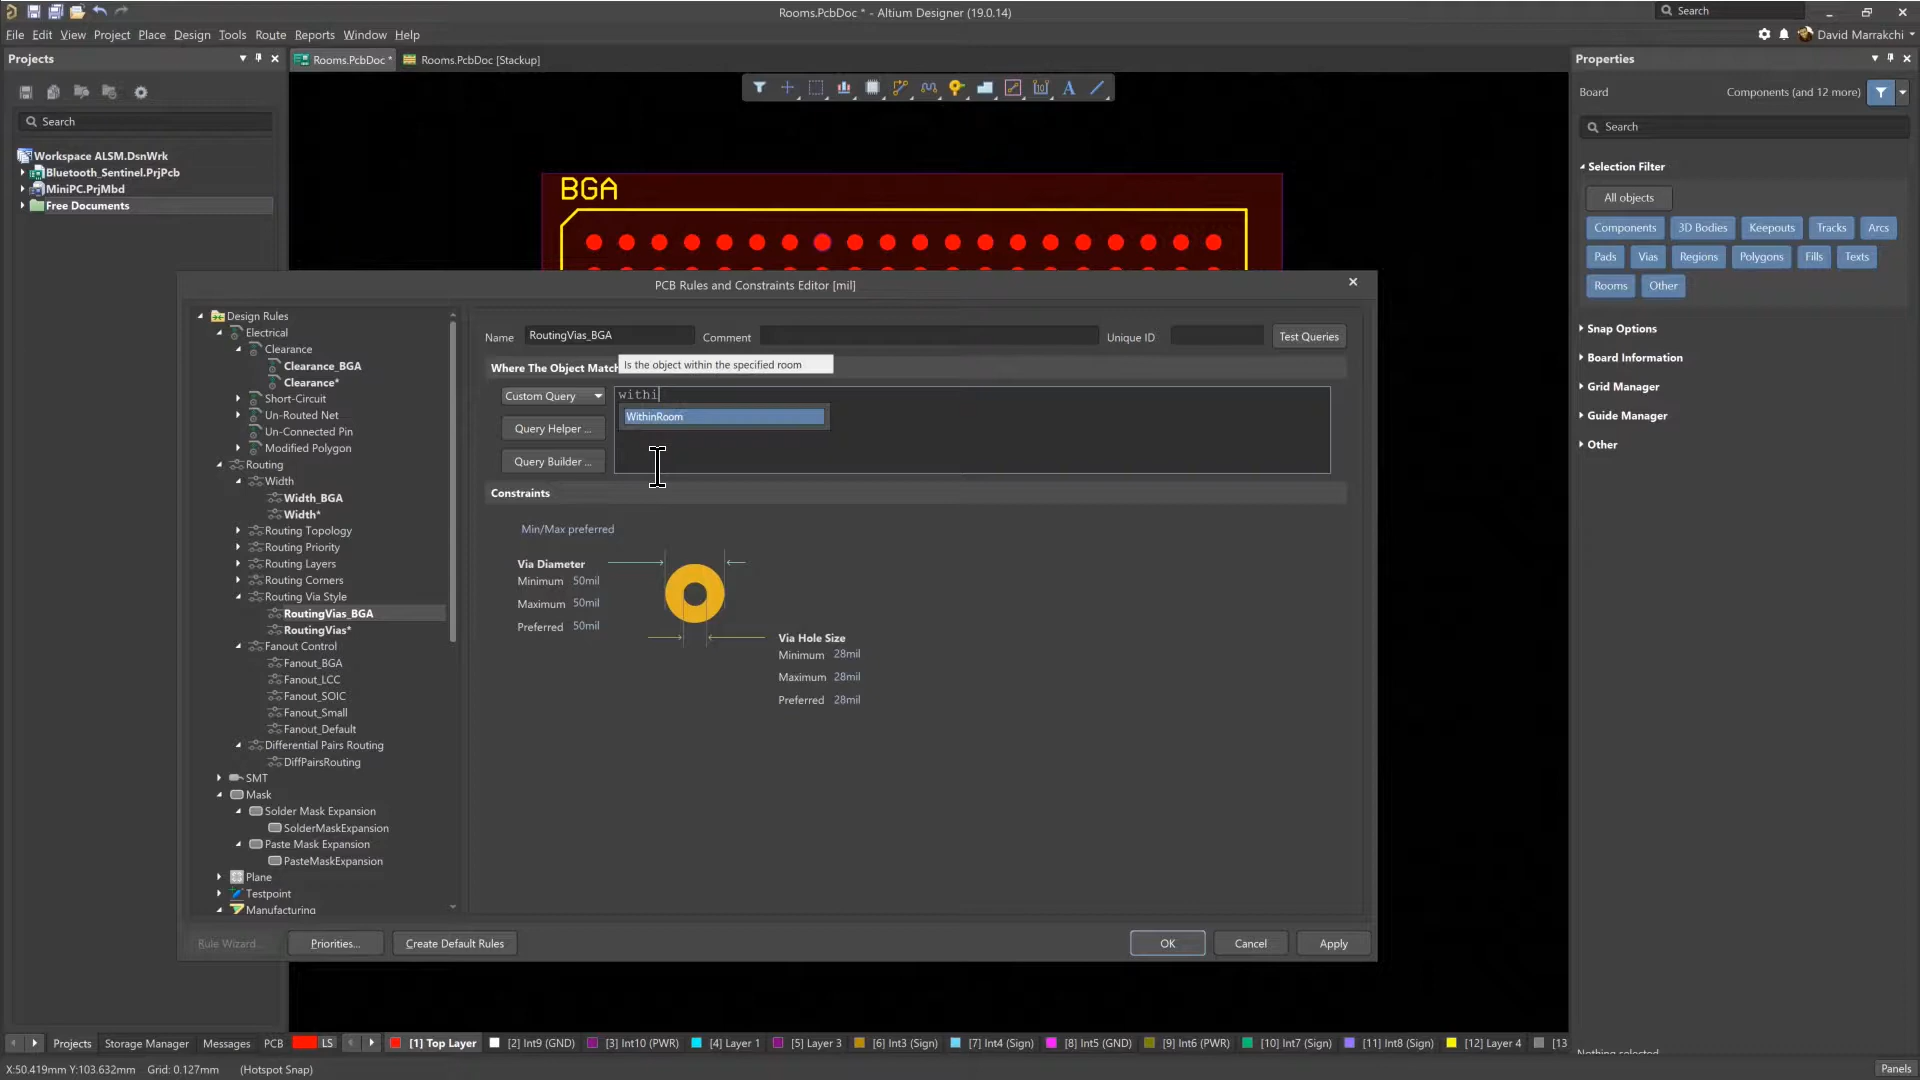 Rooms.PcbDoc * - Altium Designer (19.0.14)
Search
File Edit View Project Place Design Tools Route Reports Window Help
David Marrakchi
Projects
Rooms.PcbDoc *
Rooms.PcbDoc [Stackup]
Properties
Board
Components (and 12 more)
Search
Search
Workspace ALSM.DsnWrk
Bluetooth_Sentinel.PrjPcb
MiniPC.PrjMbd
Free Documents
Selection Filter
All objects
Components 3D Bodies Keepouts Tracks Arcs
Pads Vias Regions Polygons Fills Texts
Rooms Other
Snap Options
Board Information
Grid Manager
Guide Manager
Other
BGA
PCB Rules and Constraints Editor [mil]
Design Rules
Electrical
Clearance
Clearance_BGA
Clearance*
Short-Circuit
Un-Routed Net
Un-Connected Pin
Modified Polygon
Routing
Width
Width_BGA
Width*
Routing Topology
Routing Priority
Routing Layers
Routing Corners
Routing Via Style
RoutingVias_BGA
RoutingVias*
Fanout Control
Fanout_BGA
Fanout_LCC
Fanout_SOIC
Fanout_Small
Fanout_Default
Differential Pairs Routing
DiffPairsRouting
SMT
Mask
Solder Mask Expansion
SolderMaskExpansion
Paste Mask Expansion
PasteMaskExpansion
Plane
Testpoint
Manufacturing
Name RoutingVias_BGA Comment Unique ID Test Queries
Where The Object Match
Is the object within the specified room
Custom Query
withi
WithinRoom
Query Helper ...
Query Builder ...
Constraints
Min/Max preferred
Via Diameter
Minimum 50mil
Maximum 50mil
Preferred 50mil
Via Hole Size
Minimum 28mil
Maximum 28mil
Preferred 28mil
Rule Wizard...
Priorities...
Create Default Rules
OK
Cancel
Apply
Projects Storage Manager Messages PCB
LS
[1] Top Layer [2] Int9 (GND) [3] Int10 (PWR) [4] Layer 1 [5] Layer 3 [6] Int3 (Sign) [7] Int4 (Sign) [8] Int5 (GND) [9] Int6 (PWR) [10] Int7 (Sign) [11] Int8 (Sign) [12] Layer 4 [13
X:50.419mm Y:103.632mm Grid: 0.127mm (Hotspot Snap)
Nothing selected
Panels